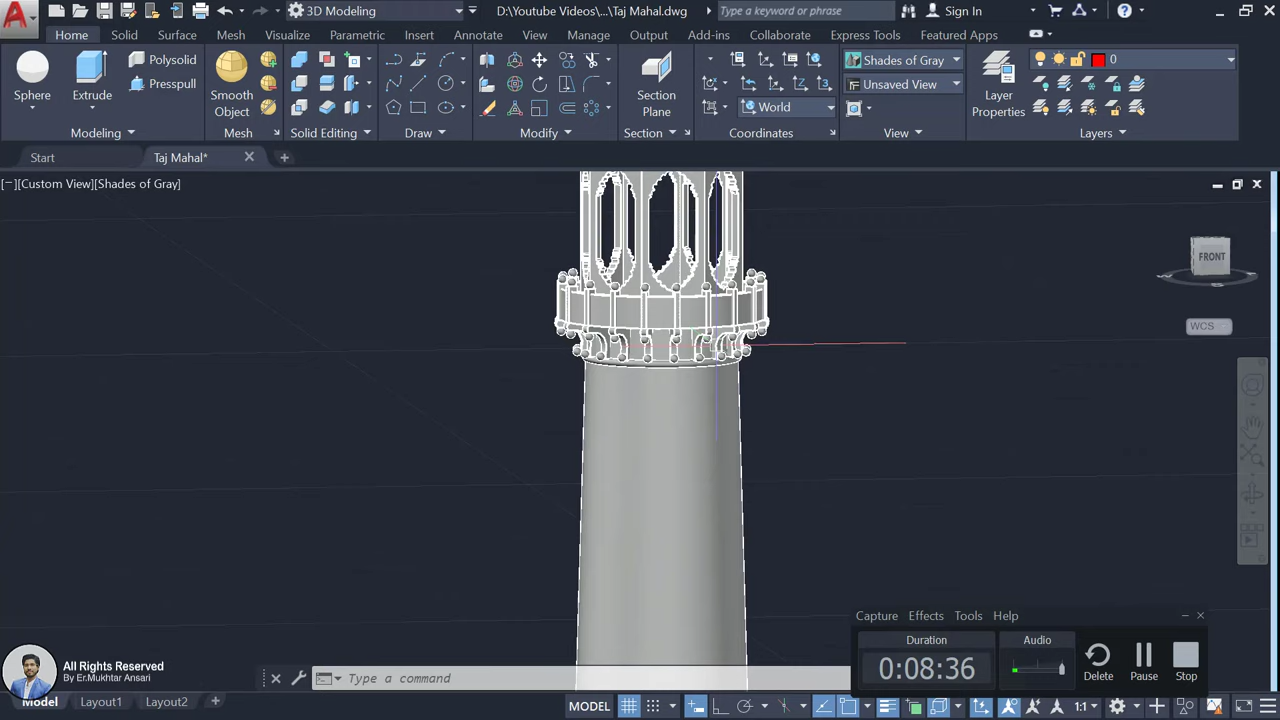 3D Modeling
D:\Youtube Videos\...\Taj Mahal.dwg
Type a keyword or phrase
Sign In
Home Solid Surface Mesh Visualize Parametric Insert Annotate View Manage Output Add-ins Collaborate Express Tools Featured Apps
Sphere
Extrude
Polysolid
Presspull
Smooth
Object
Section
Plane
World
Shades of Gray
Unsaved View
Layer
Properties
0
Modeling Mesh Solid Editing Draw Modify Section Coordinates View Layers
Start
Taj Mahal*
[−][Custom View][Shades of Gray]
FRONT
WCS
Capture Effects Tools Help
Duration
0:08:36
Audio
Delete
Pause
Stop
All Rights Reserved
By Er.Mukhtar Ansari
Type a command
Model Layout1 Layout2
MODEL
1:1